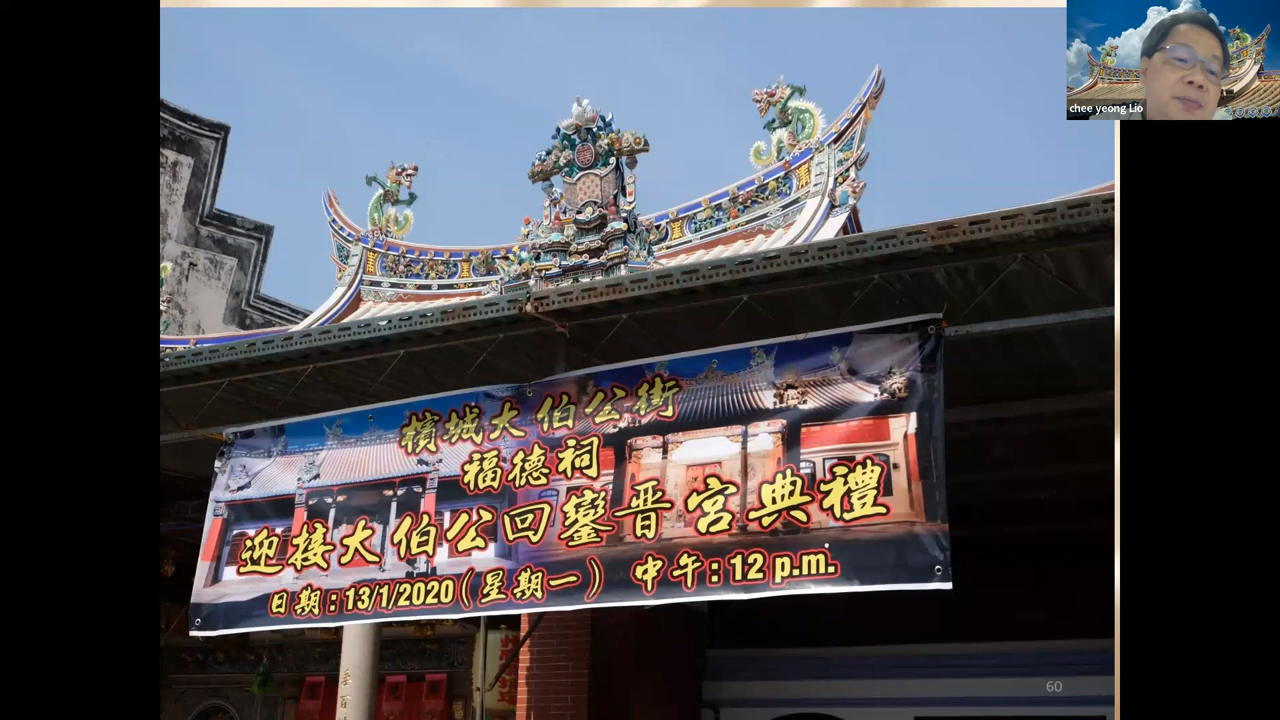 chee yeong Lio
檳城大伯公街
福德祠
迎接大伯公回鑾晋宮典禮
日期:13/1/2020(星期一) 中午:12 p.m.
60